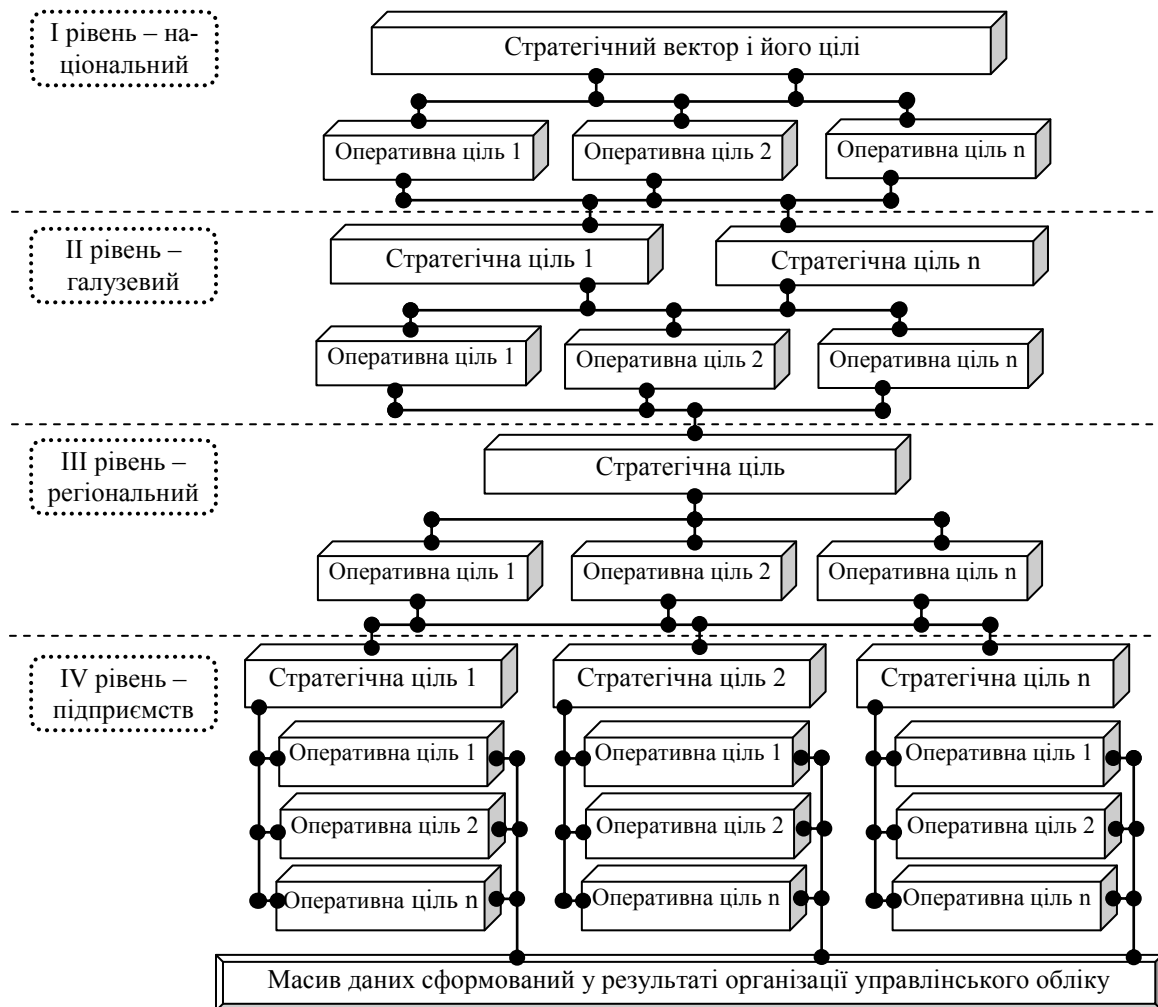 І рівень – на-
ціональний
Стратегічний вектор і його цілі
Оперативна ціль 1
Оперативна ціль 2
Оперативна ціль n
ІІ рівень –
галузевий
Стратегічна ціль 1
Стратегічна ціль n
Оперативна ціль 1
Оперативна ціль 2
Оперативна ціль n
ІІІ рівень –
регіональний
Стратегічна ціль
Оперативна ціль 1
Оперативна ціль 2
Оперативна ціль n
IV рівень –
підприємств
Стратегічна ціль 1
Стратегічна ціль 2
Стратегічна ціль n
Оперативна ціль 1
Оперативна ціль 1
Оперативна ціль 1
Оперативна ціль 2
Оперативна ціль 2
Оперативна ціль 2
Оперативна ціль n
Оперативна ціль n
Оперативна ціль n
Масив даних сформований у результаті організації управлінського обліку